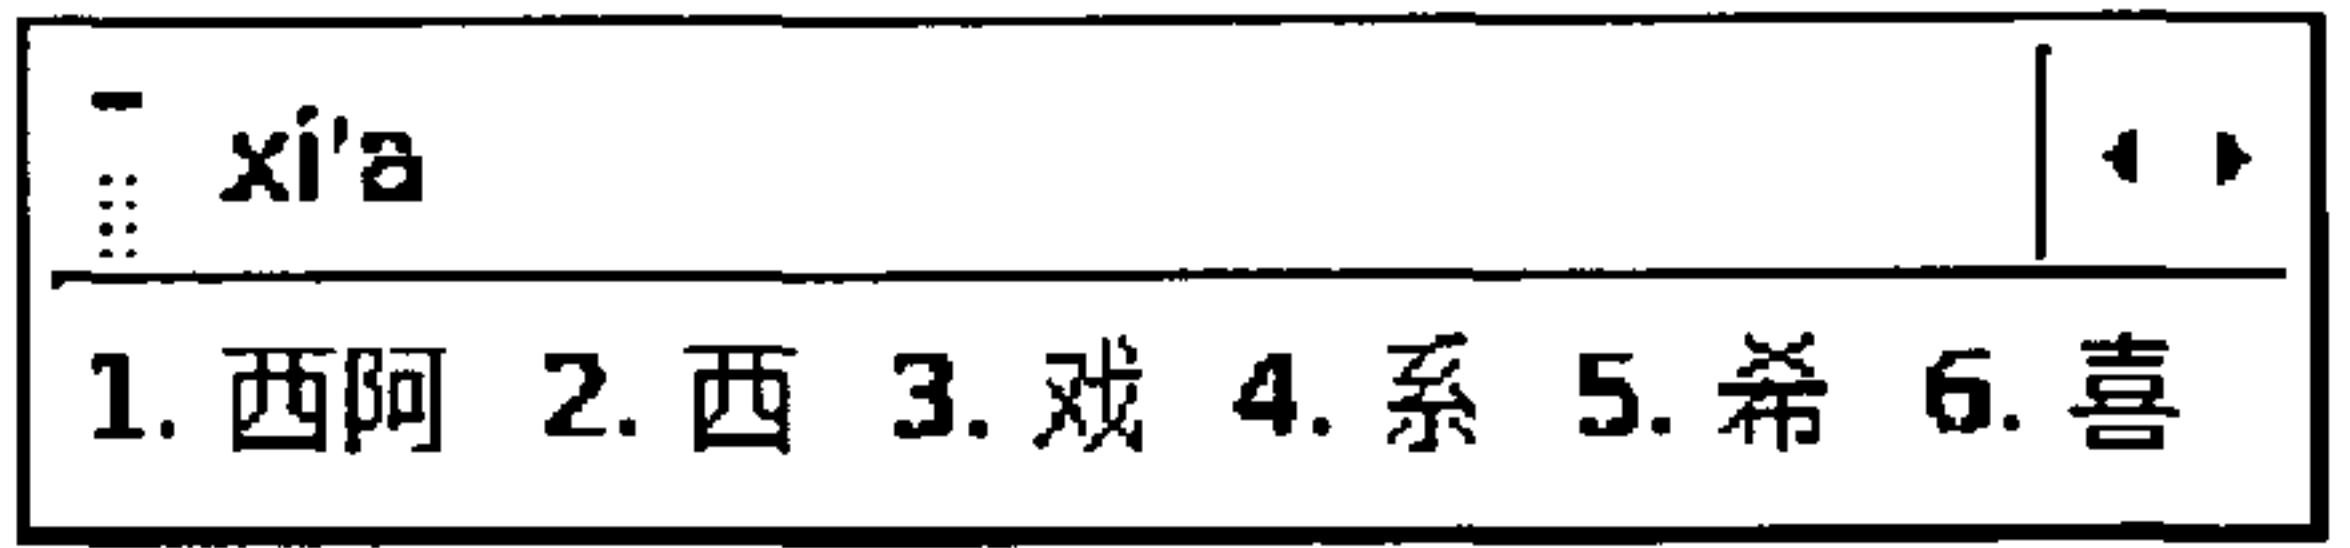 xi'a
1. 西阿 2. 西 3. 戏 4. 系 5. 希 6. 喜